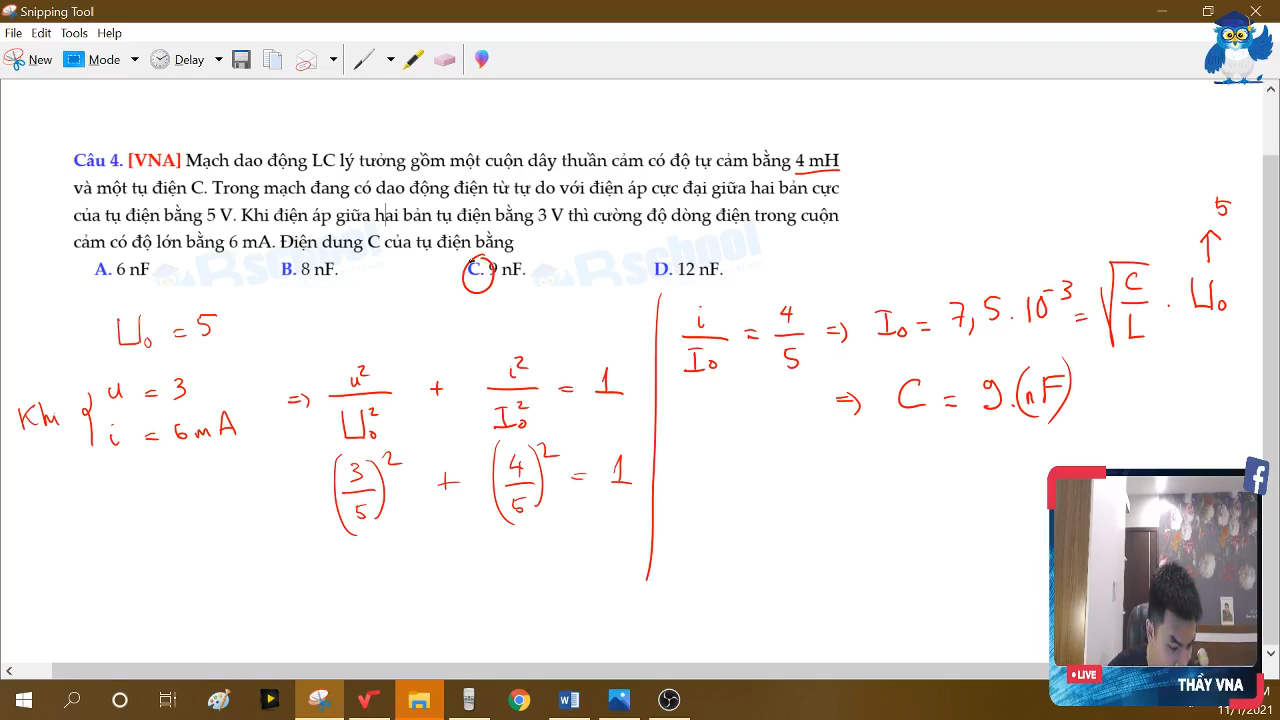 Snipping Tool
File Edit Tools Help
New Mode Delay
Câu 4. [VNA] Mạch dao động LC lý tưởng gồm một cuộn dây thuần cảm có độ tự cảm bằng 4 mH
và một tụ điện C. Trong mạch đang có dao động điện từ tự do với điện áp cực đại giữa hai bản cực
của tụ điện bằng 5 V. Khi điện áp giữa hai bản tụ điện bằng 3 V thì cường độ dòng điện trong cuộn
cảm có độ lớn bằng 6 mA. Điện dung C của tụ điện bằng
A. 6 nF B. 8 nF. C. 9 nF. D. 12 nF.
U₀ = 5
Khi { u = 3
i = 6mA
=> u²/U₀² + i²/I₀² = 1
(3/5)² + (4/5)² = 1
i/I₀ = 4/5 => I₀ = 7,5.10⁻³ = √(C/L) . U₀
5
=> C = 9.(nF)
LIVE
THẦY VNA
11/1/2021